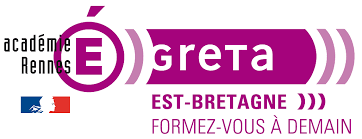 académie
Rennes
É
GRETA
EST-BRETAGNE )))
FORMEZ-VOUS À DEMAIN